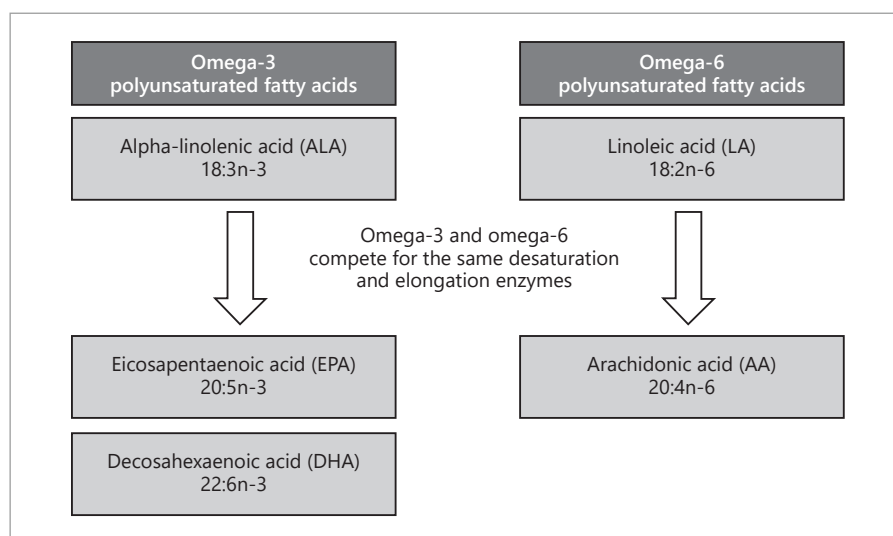 Omega-3
polyunsaturated fatty acids
Alpha-linolenic acid (ALA)
18:3n-3
Omega-6
polyunsaturated fatty acids
Linoleic acid (LA)
18:2n-6
Omega-3 and omega-6
compete for the same desaturation
and elongation enzymes
Eicosapentaenoic acid (EPA)
20:5n-3
Decosahexaenoic acid (DHA)
22:6n-3
Arachidonic acid (AA)
20:4n-6